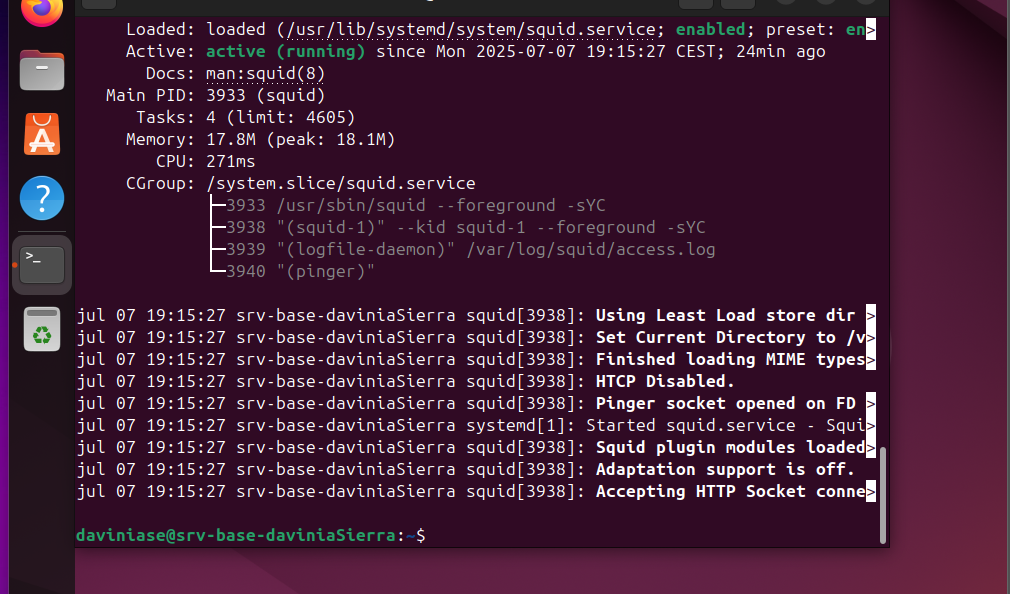 Loaded: loaded (/usr/lib/systemd/system/squid.service; enabled; preset: en>
Active: active (running) since Mon 2025-07-07 19:15:27 CEST; 24min ago
Docs: man:squid(8)
Main PID: 3933 (squid)
Tasks: 4 (limit: 4605)
Memory: 17.8M (peak: 18.1M)
CPU: 271ms
CGroup: /system.slice/squid.service
├─3933 /usr/sbin/squid --foreground -sYC
├─3938 "(squid-1)" --kid squid-1 --foreground -sYC
├─3939 "(logfile-daemon)" /var/log/squid/access.log
└─3940 "(pinger)"
jul 07 19:15:27 srv-base-daviniaSierra squid[3938]: Using Least Load store dir >
jul 07 19:15:27 srv-base-daviniaSierra squid[3938]: Set Current Directory to /v>
jul 07 19:15:27 srv-base-daviniaSierra squid[3938]: Finished loading MIME types>
jul 07 19:15:27 srv-base-daviniaSierra squid[3938]: HTCP Disabled.
jul 07 19:15:27 srv-base-daviniaSierra squid[3938]: Pinger socket opened on FD >
jul 07 19:15:27 srv-base-daviniaSierra systemd[1]: Started squid.service - Squi>
jul 07 19:15:27 srv-base-daviniaSierra squid[3938]: Squid plugin modules loaded>
jul 07 19:15:27 srv-base-daviniaSierra squid[3938]: Adaptation support is off.
jul 07 19:15:27 srv-base-daviniaSierra squid[3938]: Accepting HTTP Socket conne>
daviniase@srv-base-daviniaSierra:~$